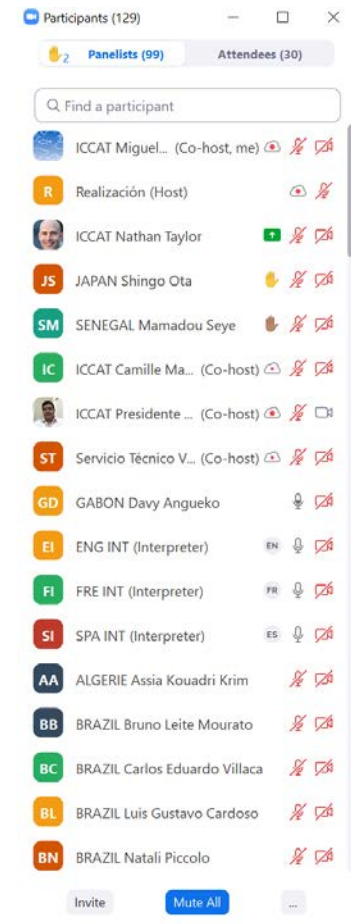 Participants (129)
2 Panelists (99) Attendees (30)
Find a participant
ICCAT Miguel... (Co-host, me)
R Realización (Host)
ICCAT Nathan Taylor
JS JAPAN Shingo Ota
SM SENEGAL Mamadou Seye
IC ICCAT Camille Ma... (Co-host)
ICCAT Presidente ... (Co-host)
ST Servicio Técnico V... (Co-host)
GD GABON Davy Angueko
EI ENG INT (Interpreter) EN
FI FRE INT (Interpreter) FR
SI SPA INT (Interpreter) ES
AA ALGERIE Assia Kouadri Krim
BB BRAZIL Bruno Leite Mourato
BC BRAZIL Carlos Eduardo Villaca
BL BRAZIL Luis Gustavo Cardoso
BN BRAZIL Natali Piccolo
Invite Mute All ...